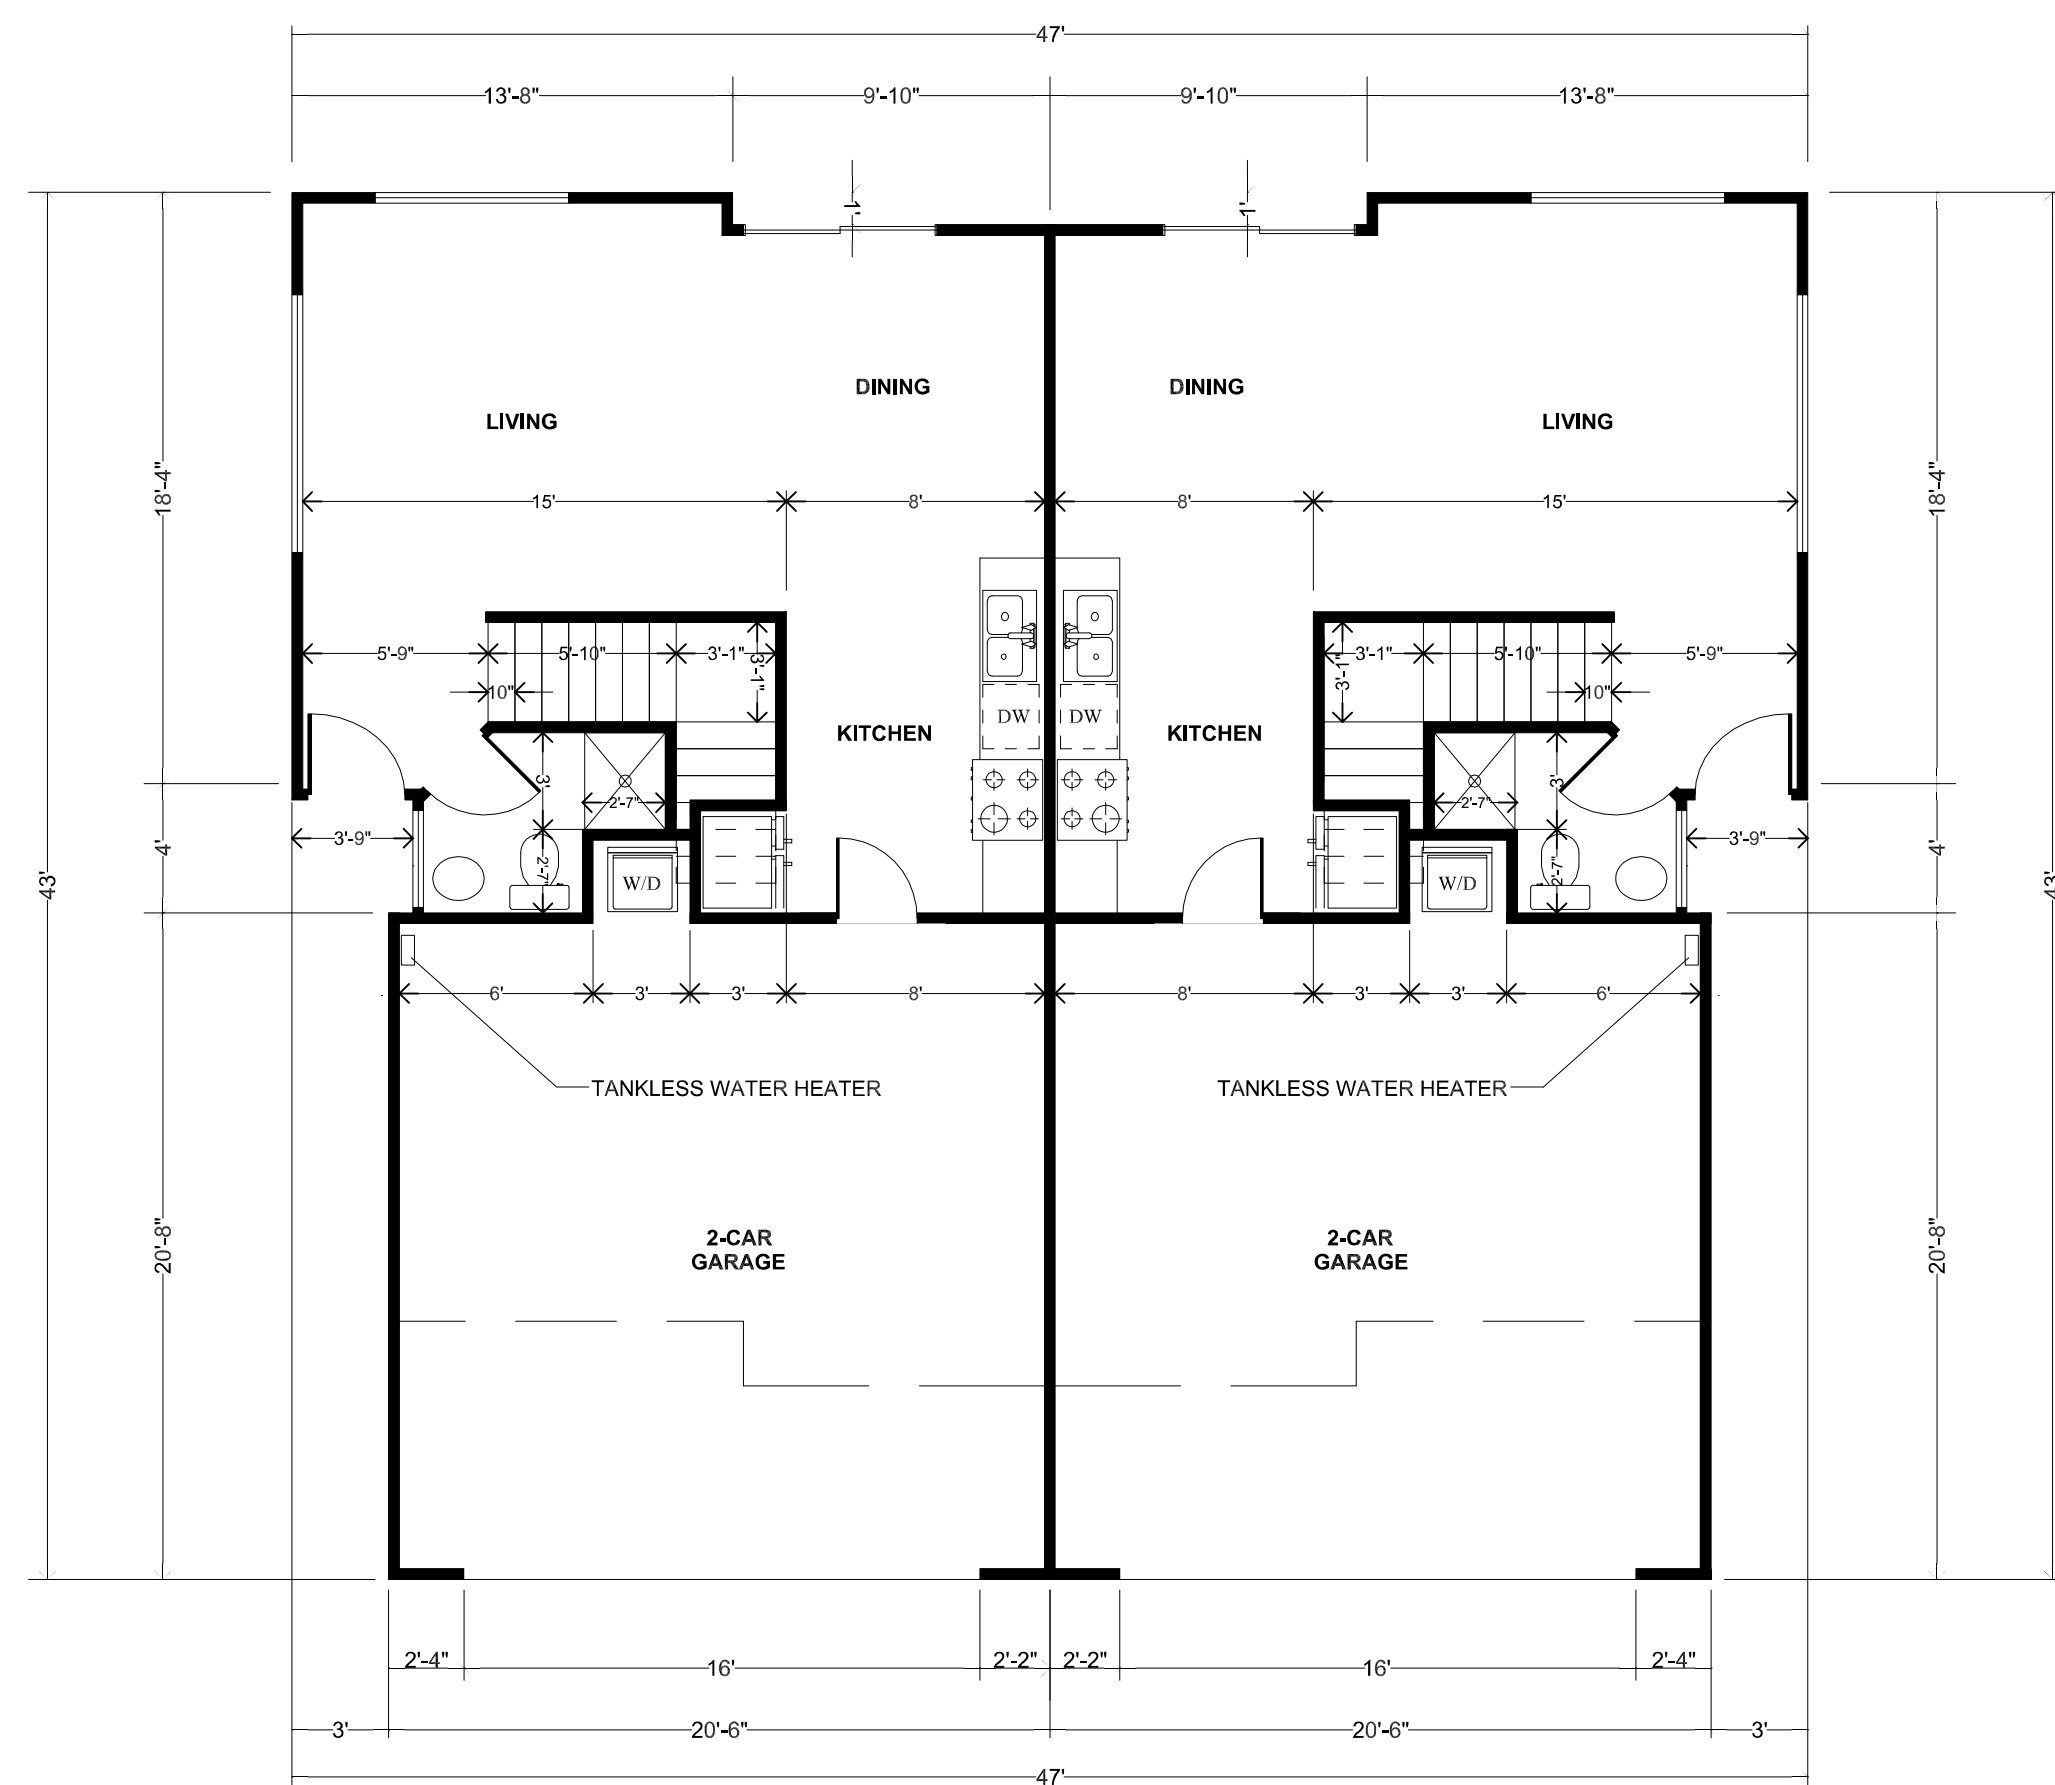 47'
13'-8" 9'-10" 9'-10" 13'-8"
1' 1'
DINING DINING
LIVING LIVING
18'-4" 18'-4"
15' 8' 8' 15'
5'-9" 5'-10" 3'-1" 3'-1" 5'-10" 5'-9"
3'-1" 3'-1"
10" 10"
DW DW
KITCHEN KITCHEN
3' 3'
2'-7" 2'-7"
3'-9" 3'-9"
4' 4'
2'-7" 2'-7"
43' W/D W/D 43'
6' 3' 3' 8' 8' 3' 3' 6'
TANKLESS WATER HEATER TANKLESS WATER HEATER
20'-8" 20'-8"
2-CAR 2-CAR
GARAGE GARAGE
2'-4" 16' 2'-2" 2'-2" 16' 2'-4"
3' 20'-6" 20'-6" 3'
47'